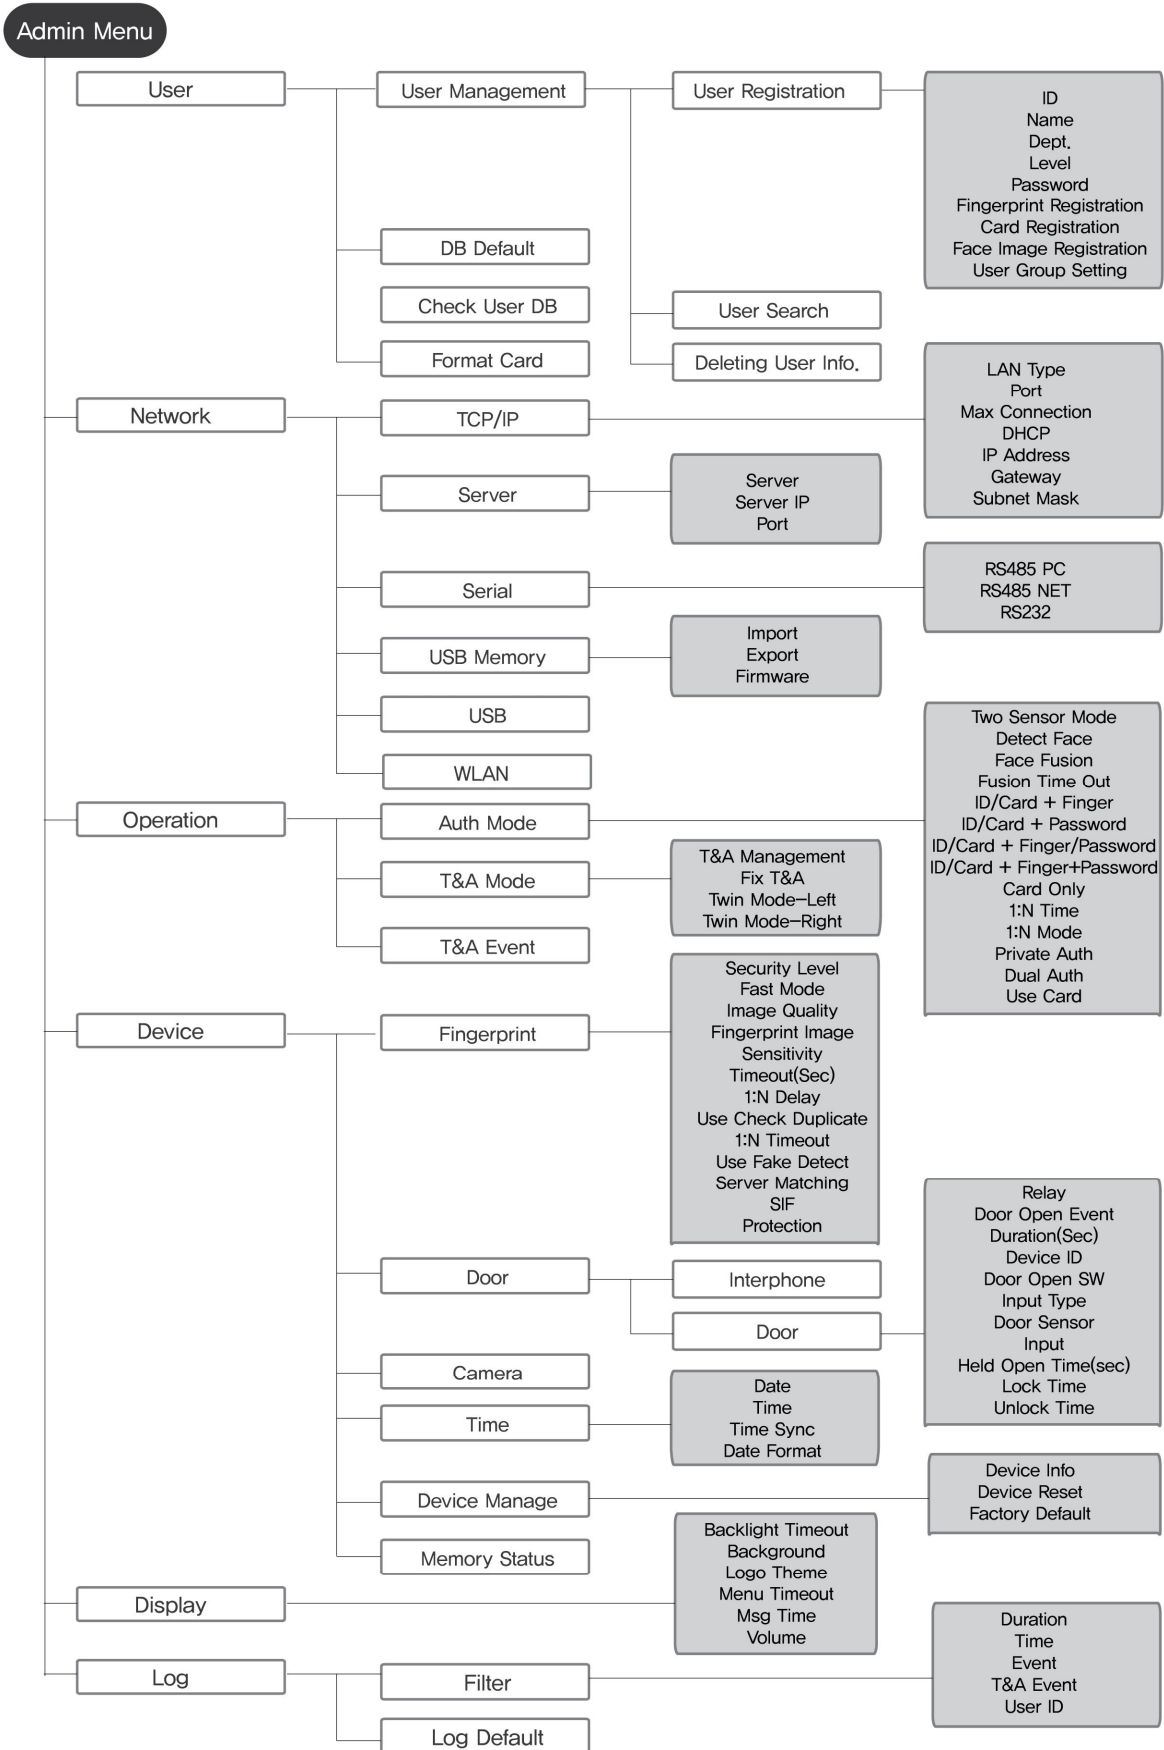 Admin Menu
User
User Management
User Registration
ID
Name
Dept.
Level
Password
Fingerprint Registration
Card Registration
Face Image Registration
User Group Setting
DB Default
Check User DB
Format Card
User Search
Deleting User Info.
Network
TCP/IP
LAN Type
Port
Max Connection
DHCP
IP Address
Gateway
Subnet Mask
Server
Server
Server IP
Port
Serial
RS485 PC
RS485 NET
RS232
USB Memory
Import
Export
Firmware
USB
WLAN
Operation
Auth Mode
Two Sensor Mode
Detect Face
Face Fusion
Fusion Time Out
ID/Card + Finger
ID/Card + Password
ID/Card + Finger/Password
ID/Card + Finger+Password
Card Only
1:N Time
1:N Mode
Private Auth
Dual Auth
Use Card
T&A Mode
T&A Management
Fix T&A
Twin Mode-Left
Twin Mode-Right
T&A Event
Device
Fingerprint
Security Level
Fast Mode
Image Quality
Fingerprint Image
Sensitivity
Timeout(Sec)
1:N Delay
Use Check Duplicate
1:N Timeout
Use Fake Detect
Server Matching
SIF
Protection
Door
Interphone
Door
Relay
Door Open Event
Duration(Sec)
Device ID
Door Open SW
Input Type
Door Sensor
Input
Held Open Time(sec)
Lock Time
Unlock Time
Camera
Time
Date
Time
Time Sync
Date Format
Device Manage
Device Info
Device Reset
Factory Default
Memory Status
Display
Backlight Timeout
Background
Logo Theme
Menu Timeout
Msg Time
Volume
Log
Filter
Duration
Time
Event
T&A Event
User ID
Log Default